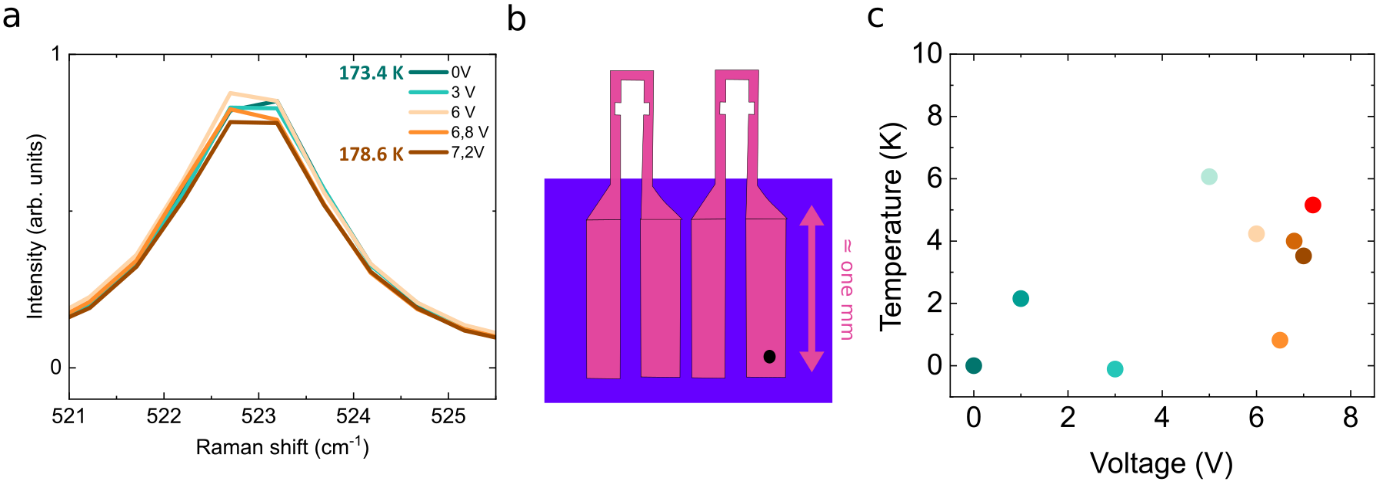 a
1
0
Intensity (arb. units)
521 522 523 524 525
Raman shift (cm⁻¹)
173.4 K
0V
3 V
6 V
6,8 V
178.6 K
7,2V
b
≈ one mm
c
10
8
6
4
2
0
Temperature (K)
0 2 4 6 8
Voltage (V)